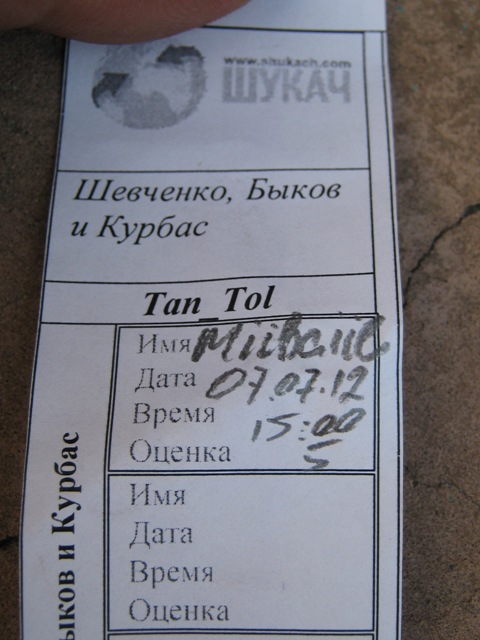 www.shukach.com
ШУКАЧ
Шевченко, Быков
и Курбас
Tan_Tol
Имя
Дата 07.07.12
Время 15:00
Оценка 5
Имя
Дата
Время
Оценка
ыков и Курбас